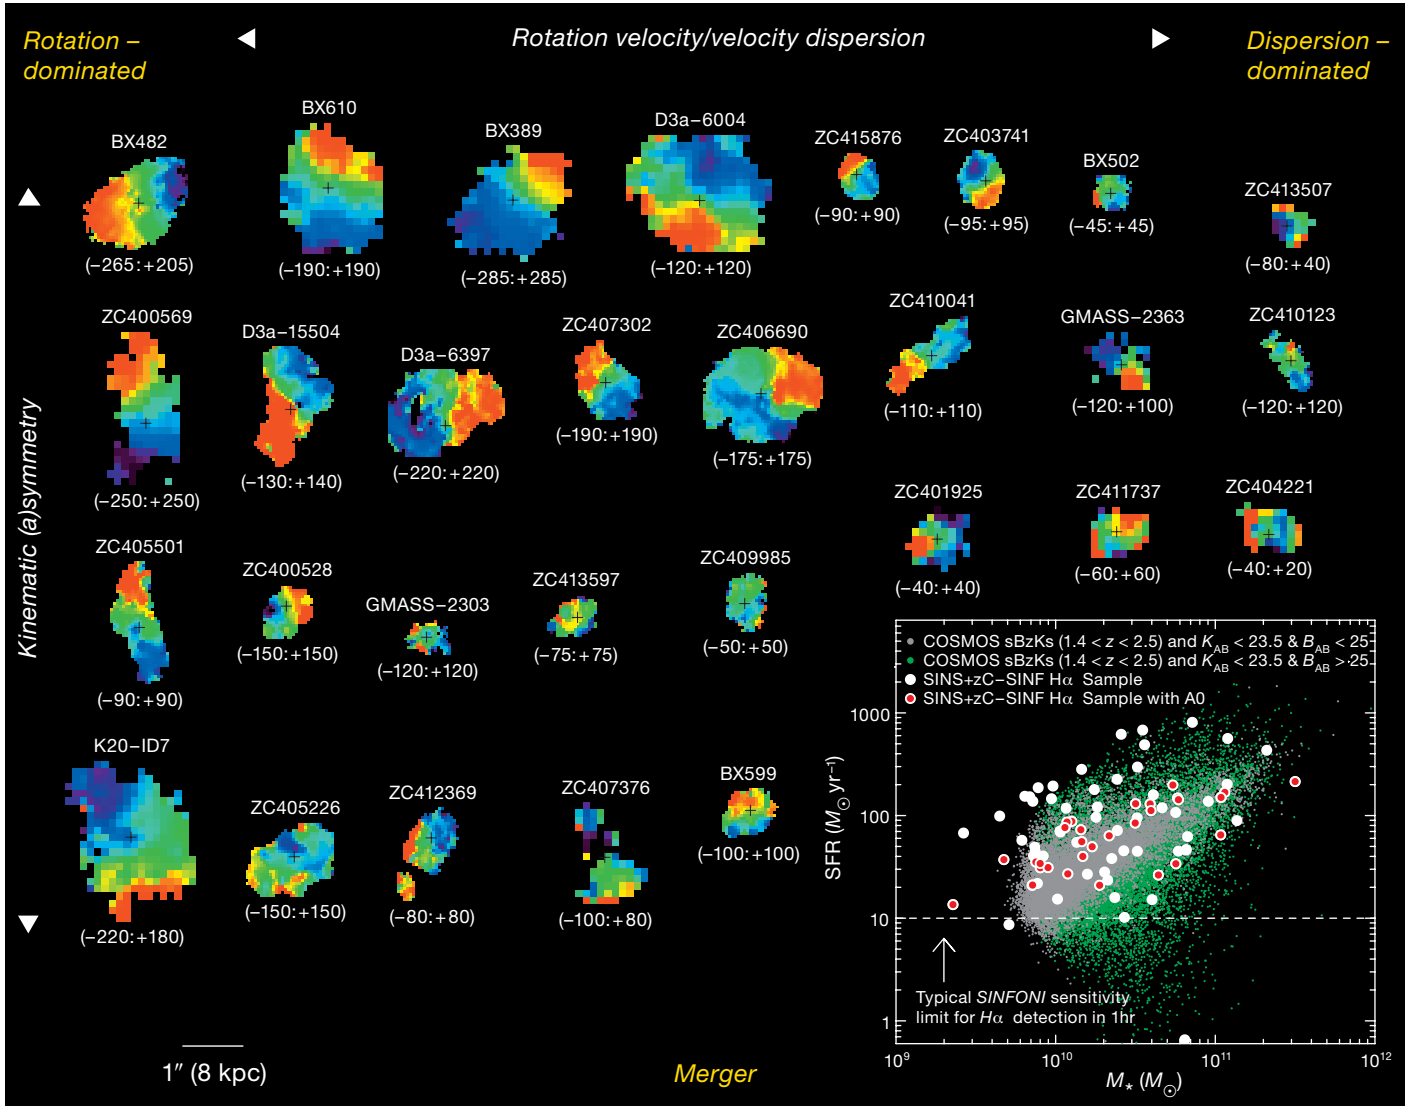 Rotation –
dominated
Rotation velocity/velocity dispersion
Dispersion –
dominated
Kinematic (a)symmetry
BX482
(−265:+205)
BX610
(−190:+190)
BX389
(−285:+285)
D3a−6004
(−120:+120)
ZC415876
(−90:+90)
ZC403741
(−95:+95)
BX502
(−45:+45)
ZC413507
(−80:+40)
ZC400569
(−250:+250)
D3a−15504
(−130:+140)
D3a−6397
(−220:+220)
ZC407302
(−190:+190)
ZC406690
(−175:+175)
ZC410041
(−110:+110)
GMASS−2363
(−120:+100)
ZC410123
(−120:+120)
ZC401925
(−40:+40)
ZC411737
(−60:+60)
ZC404221
(−40:+20)
ZC405501
(−90:+90)
ZC400528
(−150:+150)
GMASS−2303
(−120:+120)
ZC413597
(−75:+75)
ZC409985
(−50:+50)
K20−ID7
(−220:+180)
ZC405226
(−150:+150)
ZC412369
(−80:+80)
ZC407376
(−100:+80)
BX599
(−100:+100)
COSMOS sBzKs (1.4 < z < 2.5) and K_AB < 23.5 & B_AB < 25
COSMOS sBzKs (1.4 < z < 2.5) and K_AB < 23.5 & B_AB > 25
SINS+zC−SINF Hα Sample
SINS+zC−SINF Hα Sample with AO
1000
100
10
1
SFR (M☉ yr⁻¹)
Typical SINFONI sensitivity
limit for Hα detection in 1hr
10⁹
10¹⁰
10¹¹
10¹²
M⋆ (M☉)
1″ (8 kpc)
Merger